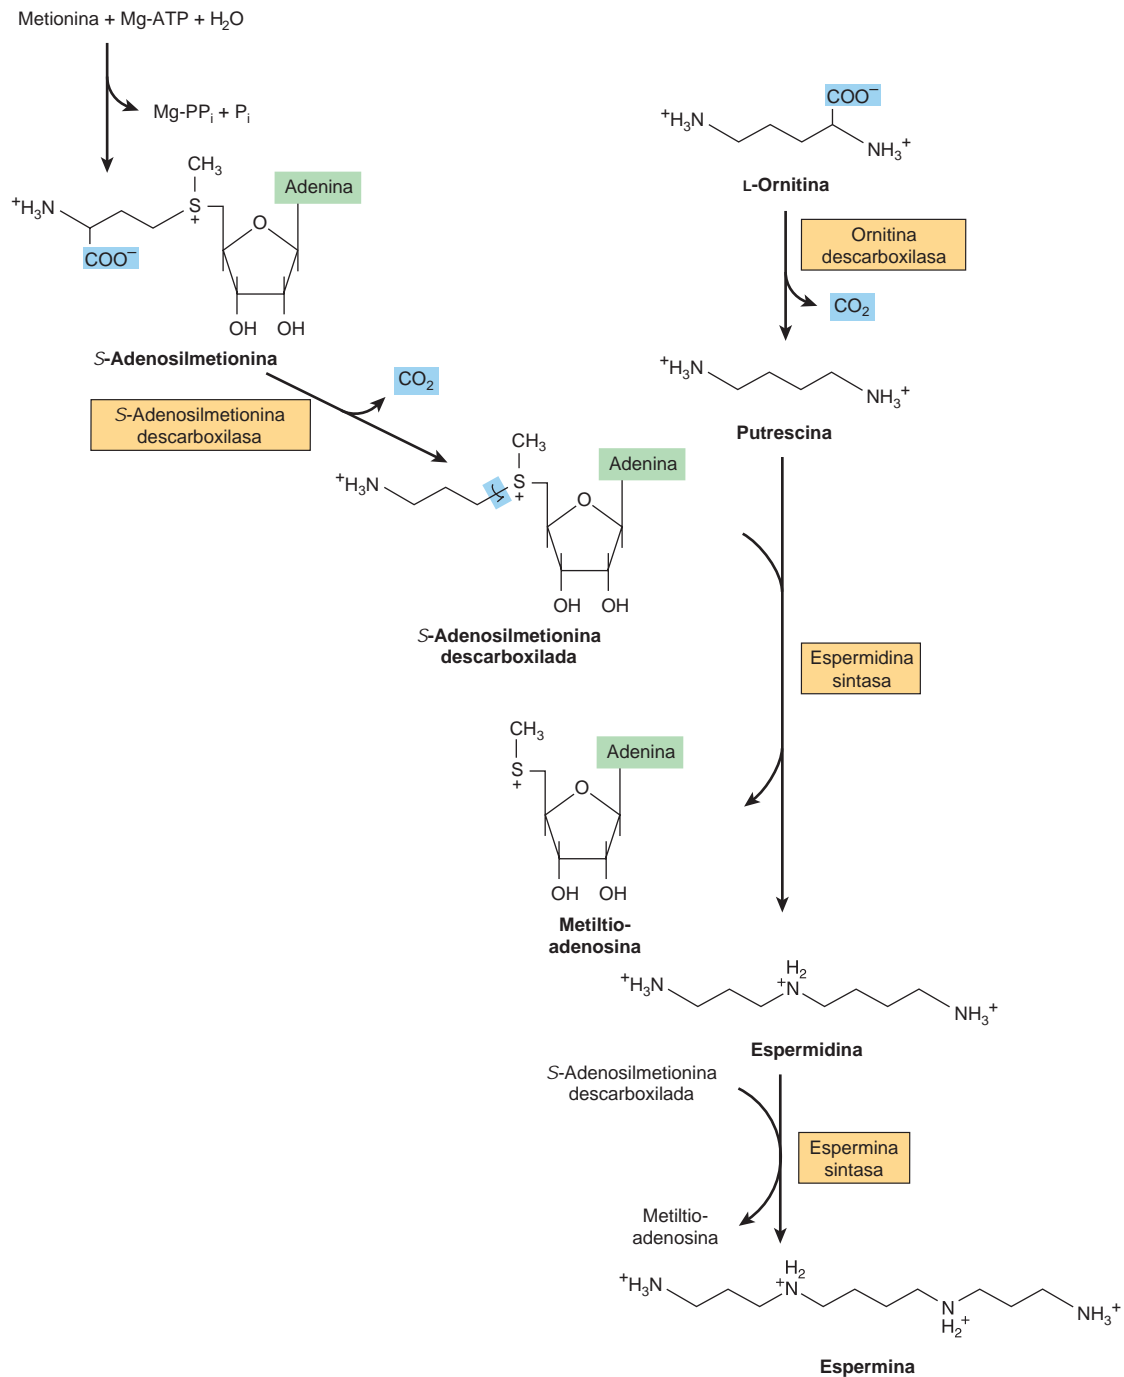 Metionina + Mg-ATP + H₂O
Mg-PPᵢ + Pᵢ
CH₃
Adenina
⁺H₃N
S
+
O
COO⁻
OH OH
S-Adenosilmetionina
COO⁻
⁺H₃N
NH₃⁺
L-Ornitina
Ornitina
descarboxilasa
CO₂
⁺H₃N
NH₃⁺
Putrescina
CO₂
S-Adenosilmetionina
descarboxilasa
CH₃
Adenina
⁺H₃N
S
+
O
OH OH
S-Adenosilmetionina
descarboxilada
Espermidina
sintasa
CH₃
Adenina
S
+
O
OH OH
Metiltio-
adenosina
H₂
⁺H₃N
⁺N
NH₃⁺
Espermidina
S-Adenosilmetionina
descarboxilada
Espermina
sintasa
Metiltio-
adenosina
H₂
⁺H₃N
⁺N
N
H₂⁺
NH₃⁺
Espermina